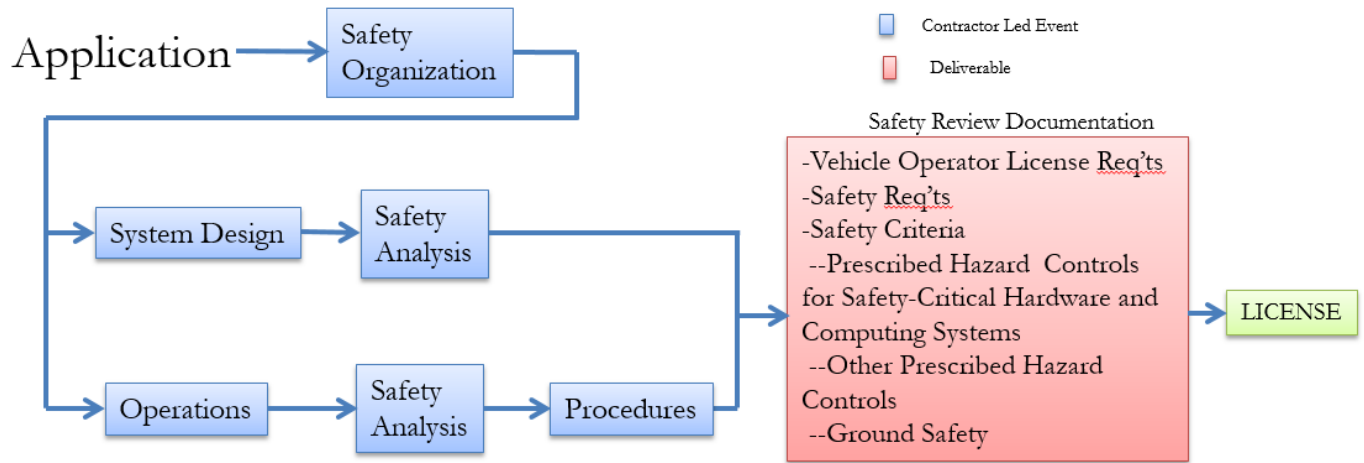 Application
Safety
Organization
Contractor Led Event
Deliverable
Safety Review Documentation
-Vehicle Operator License Req’ts
-Safety Req’ts
-Safety Criteria
--Prescribed Hazard Controls
for Safety-Critical Hardware and
Computing Systems
--Other Prescribed Hazard
Controls
--Ground Safety
System Design
Safety
Analysis
Operations
Safety
Analysis
Procedures
LICENSE